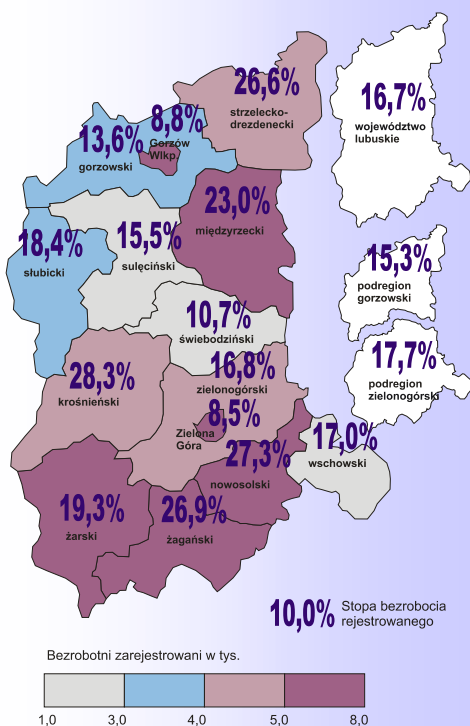 26,6%
strzelecko-
drezdenecki
16,7%
województwo
lubuskie
8,8%
Gorzów
Wlkp.
13,6%
gorzowski
23,0%
międzyrzecki
15,5%
sulęciński
18,4%
słubicki
15,3%
podregion
gorzowski
10,7%
świebodziński
17,7%
podregion
zielonogórski
16,8%
zielonogórski
28,3%
krośnieński
8,5%
Zielona
Góra
17,0%
wschowski
27,3%
nowosolski
19,3%
żarski
26,9%
żagański
10,0% Stopa bezrobocia
rejestrowanego
Bezrobotni zarejestrowani w tys.
1,0 3,0 4,0 5,0 8,0